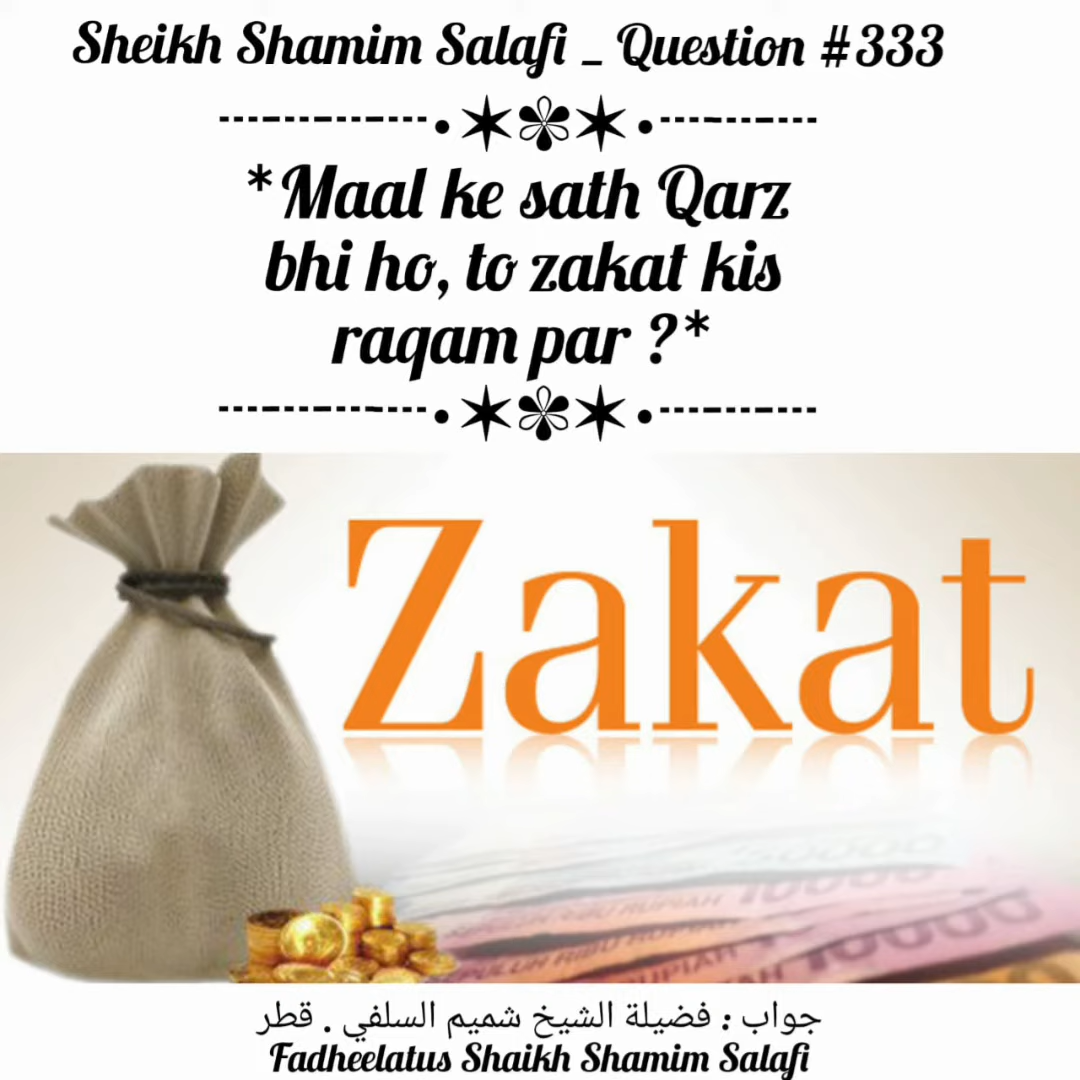 Sheikh Shamim Salafi _ Question #333
*Maal ke sath Qarz
bhi ho, to zakat kis
raqam par ?*
Zakat
جواب : فضيلة الشيخ شميم السلفي . قطر
Fadheelatus Shaikh Shamim Salafi